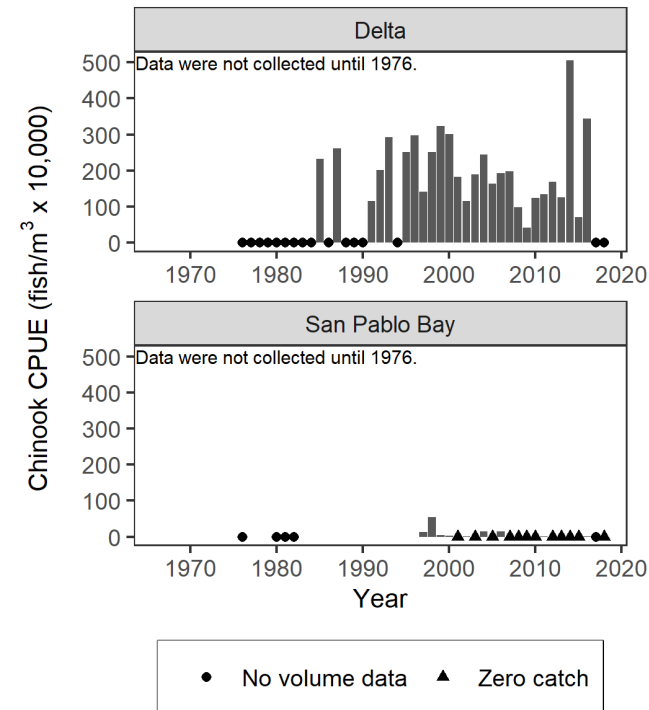 Delta
Data were not collected until 1976.
500
400
300
200
100
0
1970 1980 1990 2000 2010 2020
San Pablo Bay
Data were not collected until 1976.
500
400
300
200
100
0
1970 1980 1990 2000 2010 2020
Chinook CPUE (fish/m³ x 10,000)
Year
No volume data Zero catch